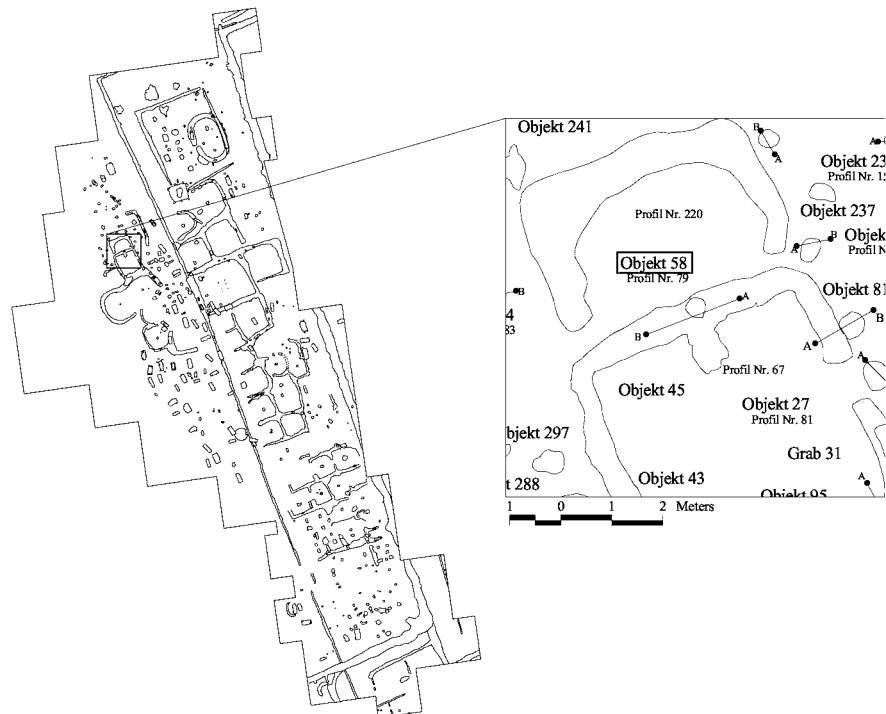 Objekt 241
B
A
A
Objekt 23
Profil Nr. 15
Profil Nr. 220
Objekt 237
B
A
Objek
Profil N
Objekt 58
Profil Nr. 79
A
B
B
4
83
Objekt 81
B
A
A
Profil Nr. 67
Objekt 45
Objekt 27
Profil Nr. 81
bjekt 297
Grab 31
t 288
Objekt 43
A
Objekt 95
1 0 2 Meters